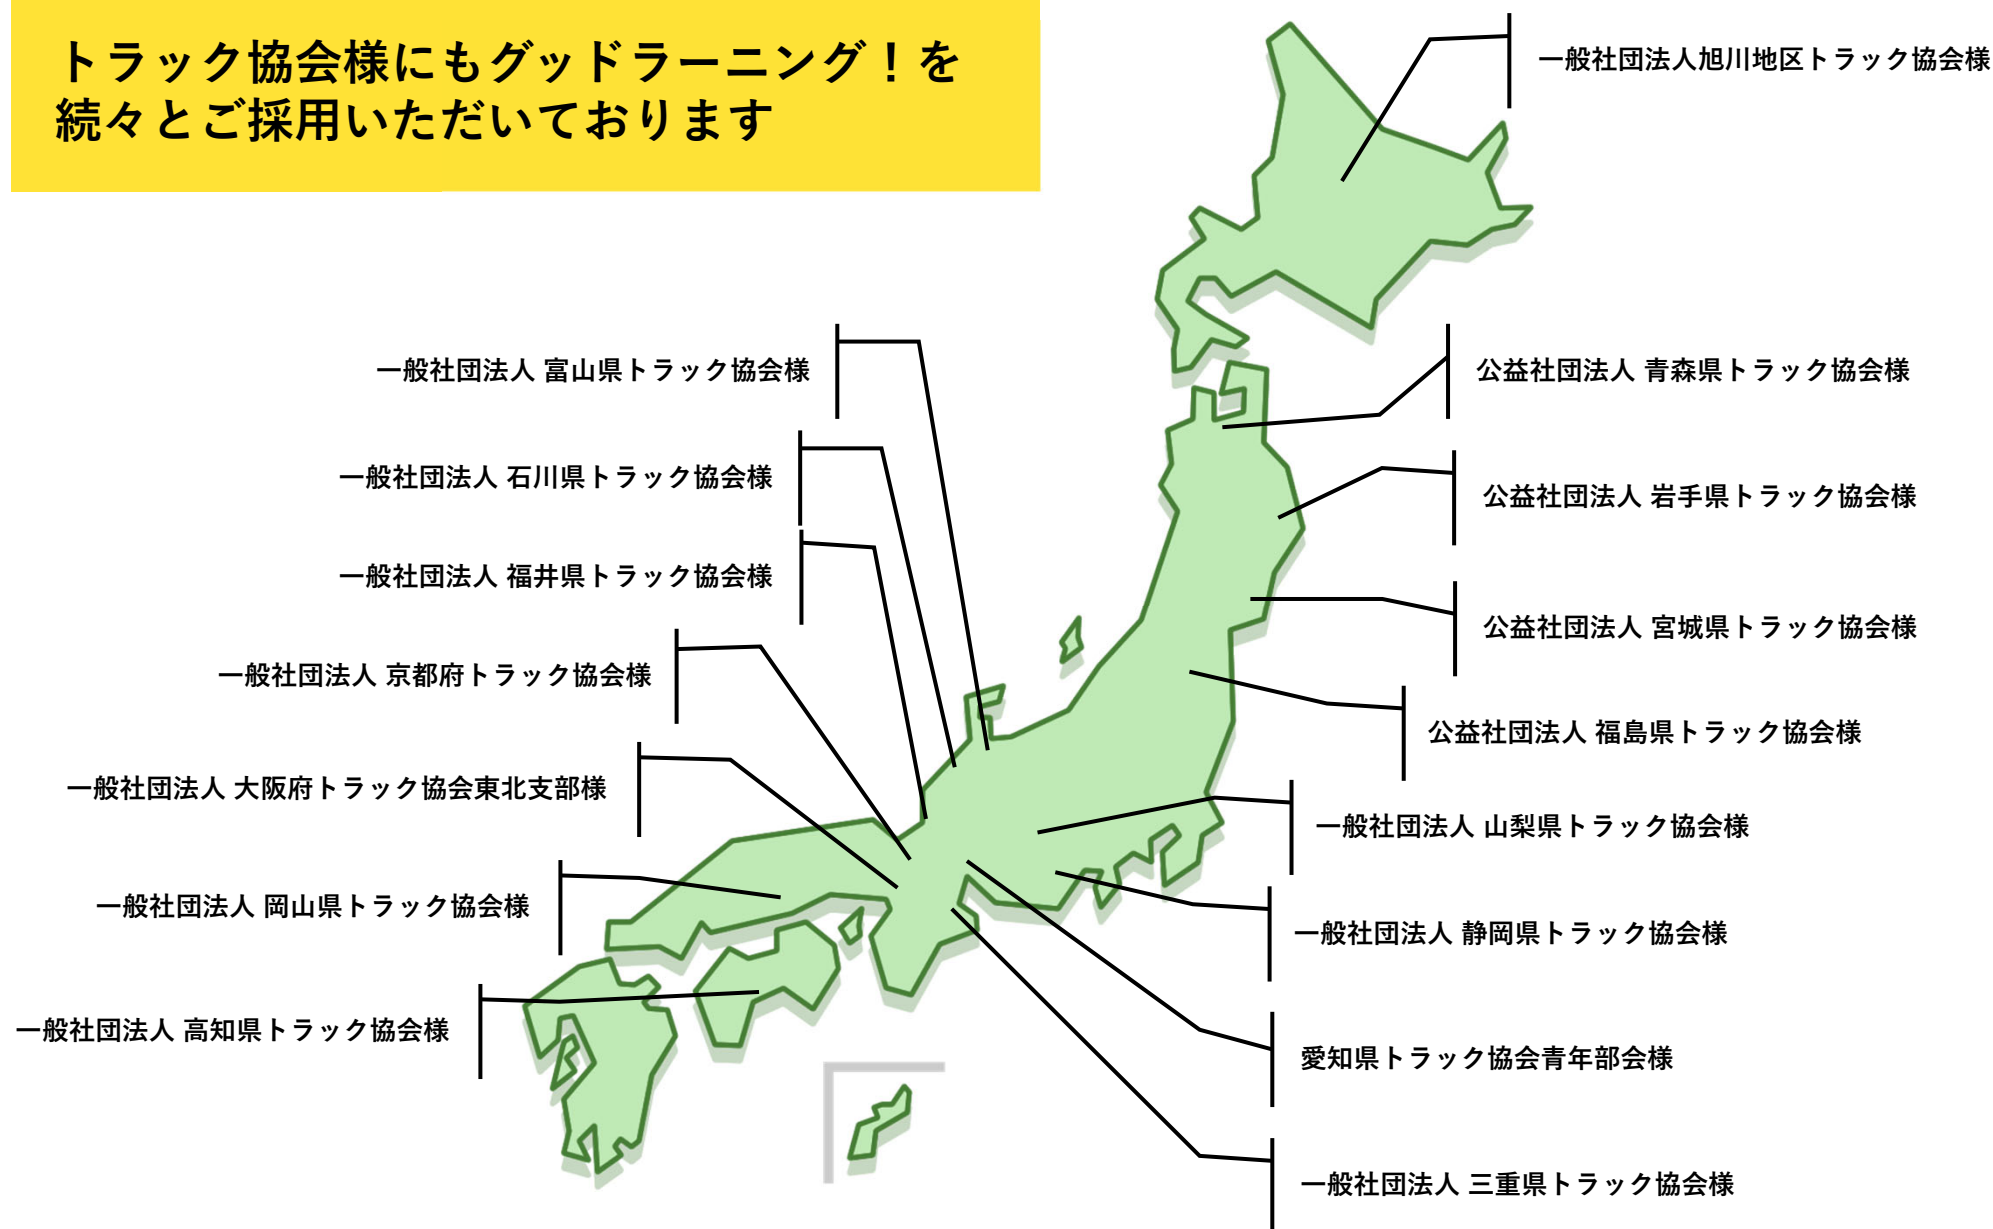 トラック協会様にもグッドラーニング！を
続々とご採用いただいております
一般社団法人旭川地区トラック協会様
一般社団法人 富山県トラック協会様
公益社団法人 青森県トラック協会様
一般社団法人 石川県トラック協会様
公益社団法人 岩手県トラック協会様
一般社団法人 福井県トラック協会様
公益社団法人 宮城県トラック協会様
一般社団法人 京都府トラック協会様
公益社団法人 福島県トラック協会様
一般社団法人 大阪府トラック協会東北支部様
一般社団法人 山梨県トラック協会様
一般社団法人 岡山県トラック協会様
一般社団法人 静岡県トラック協会様
一般社団法人 高知県トラック協会様
愛知県トラック協会青年部会様
一般社団法人 三重県トラック協会様